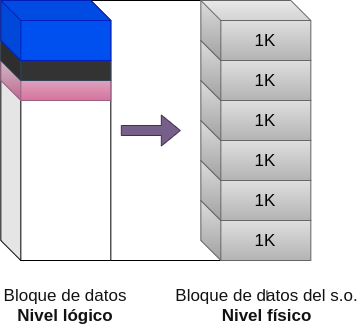 1K
1K
1K
1K
1K
1K
Bloque de datos
Nivel lógico
Bloque de datos del s.o.
Nivel físico